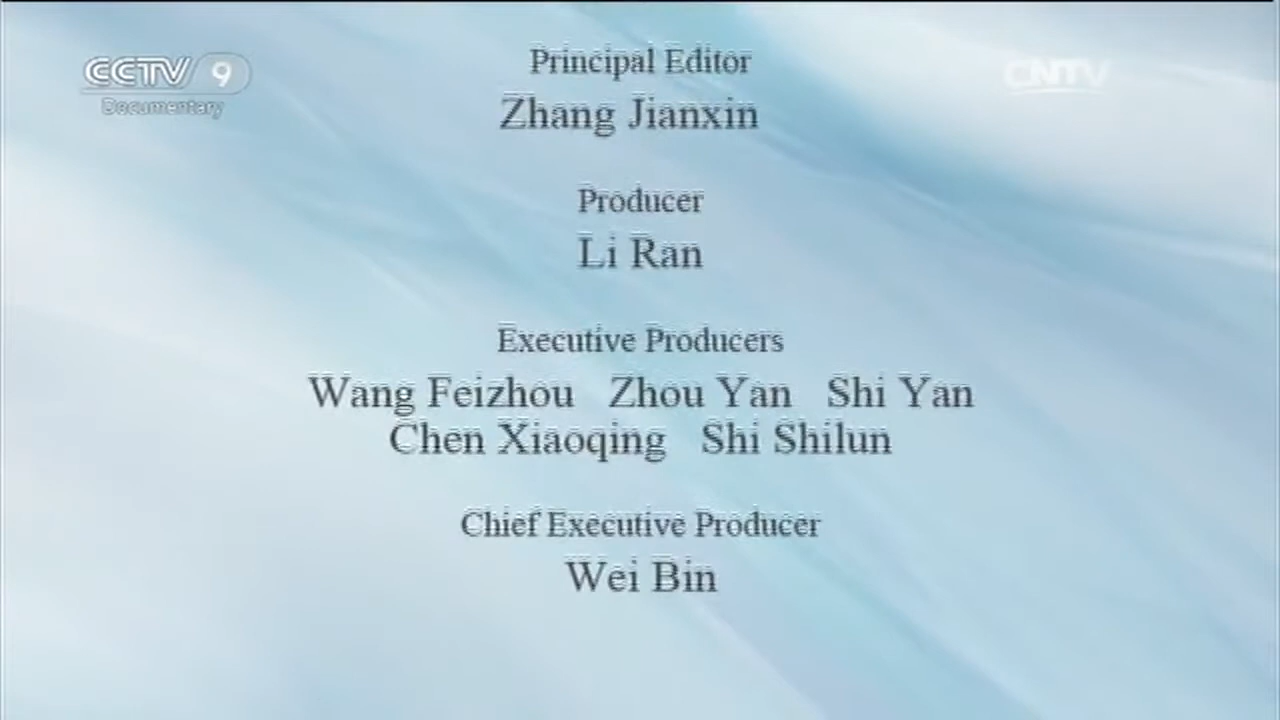 CCTV 9
Documentary
CNTV
Principal Editor
Zhang Jianxin
Producer
Li Ran
Executive Producers
Wang Feizhou Zhou Yan Shi Yan
Chen Xiaoqing Shi Shilun
Chief Executive Producer
Wei Bin